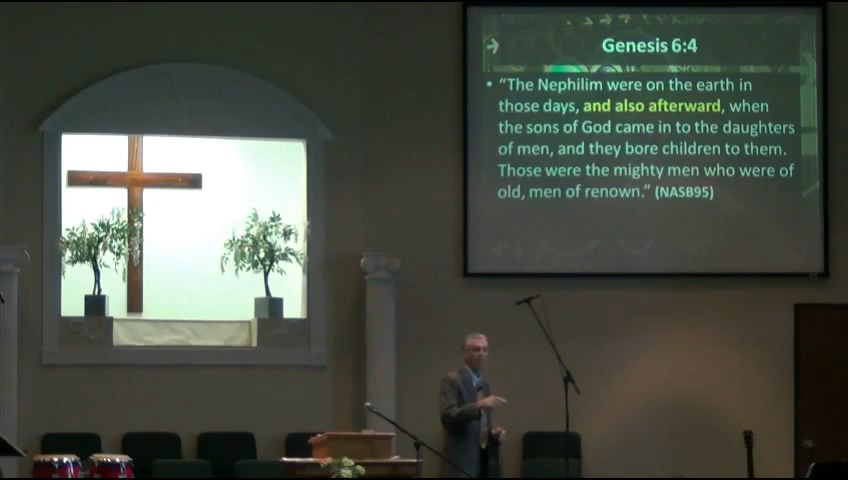 Genesis 6:4
• “The Nephilim were on the earth in
those days, and also afterward, when
the sons of God came in to the daughters
of men, and they bore children to them.
Those were the mighty men who were of
old, men of renown.” (NASB95)